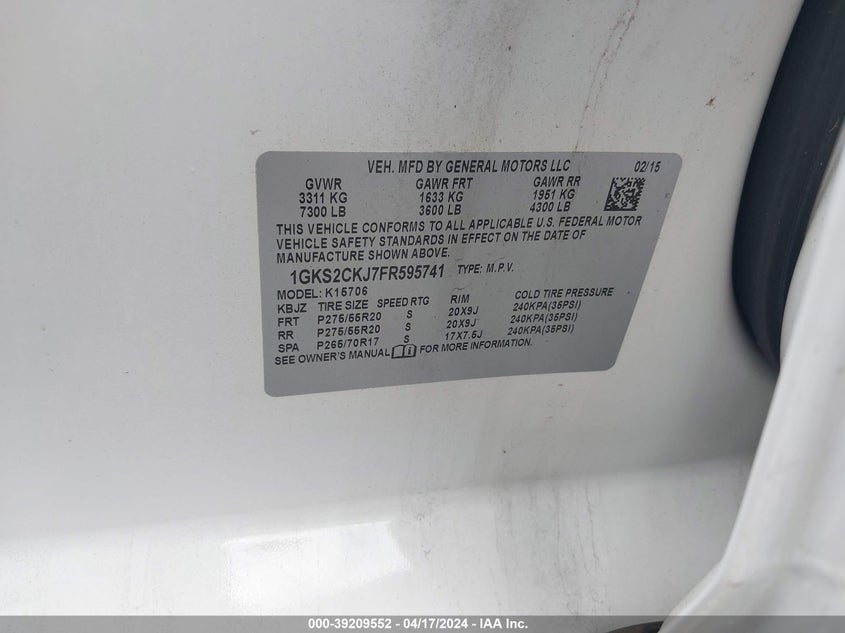 VEH. MFD BY GENERAL MOTORS LLC 02/15
GVWR GAWR FRT GAWR RR
3311 KG 1633 KG 1951 KG
7300 LB 3600 LB 4300 LB
THIS VEHICLE CONFORMS TO ALL APPLICABLE U.S. FEDERAL MOTOR
VEHICLE SAFETY STANDARDS IN EFFECT ON THE DATE OF
MANUFACTURE SHOWN ABOVE.
1GKS2CKJ7FR595741 TYPE: M.P.V.
MODEL: K15706
KBJZ TIRE SIZE SPEED RTG RIM COLD TIRE PRESSURE
FRT P275/55R20 S 20X9J 240KPA(35PSI)
RR P275/55R20 S 20X9J 240KPA(35PSI)
SPA P265/70R17 S 17X7.5J 240KPA(35PSI)
SEE OWNER'S MANUAL FOR MORE INFORMATION.
000-39209552 - 04/17/2024 - IAA Inc.